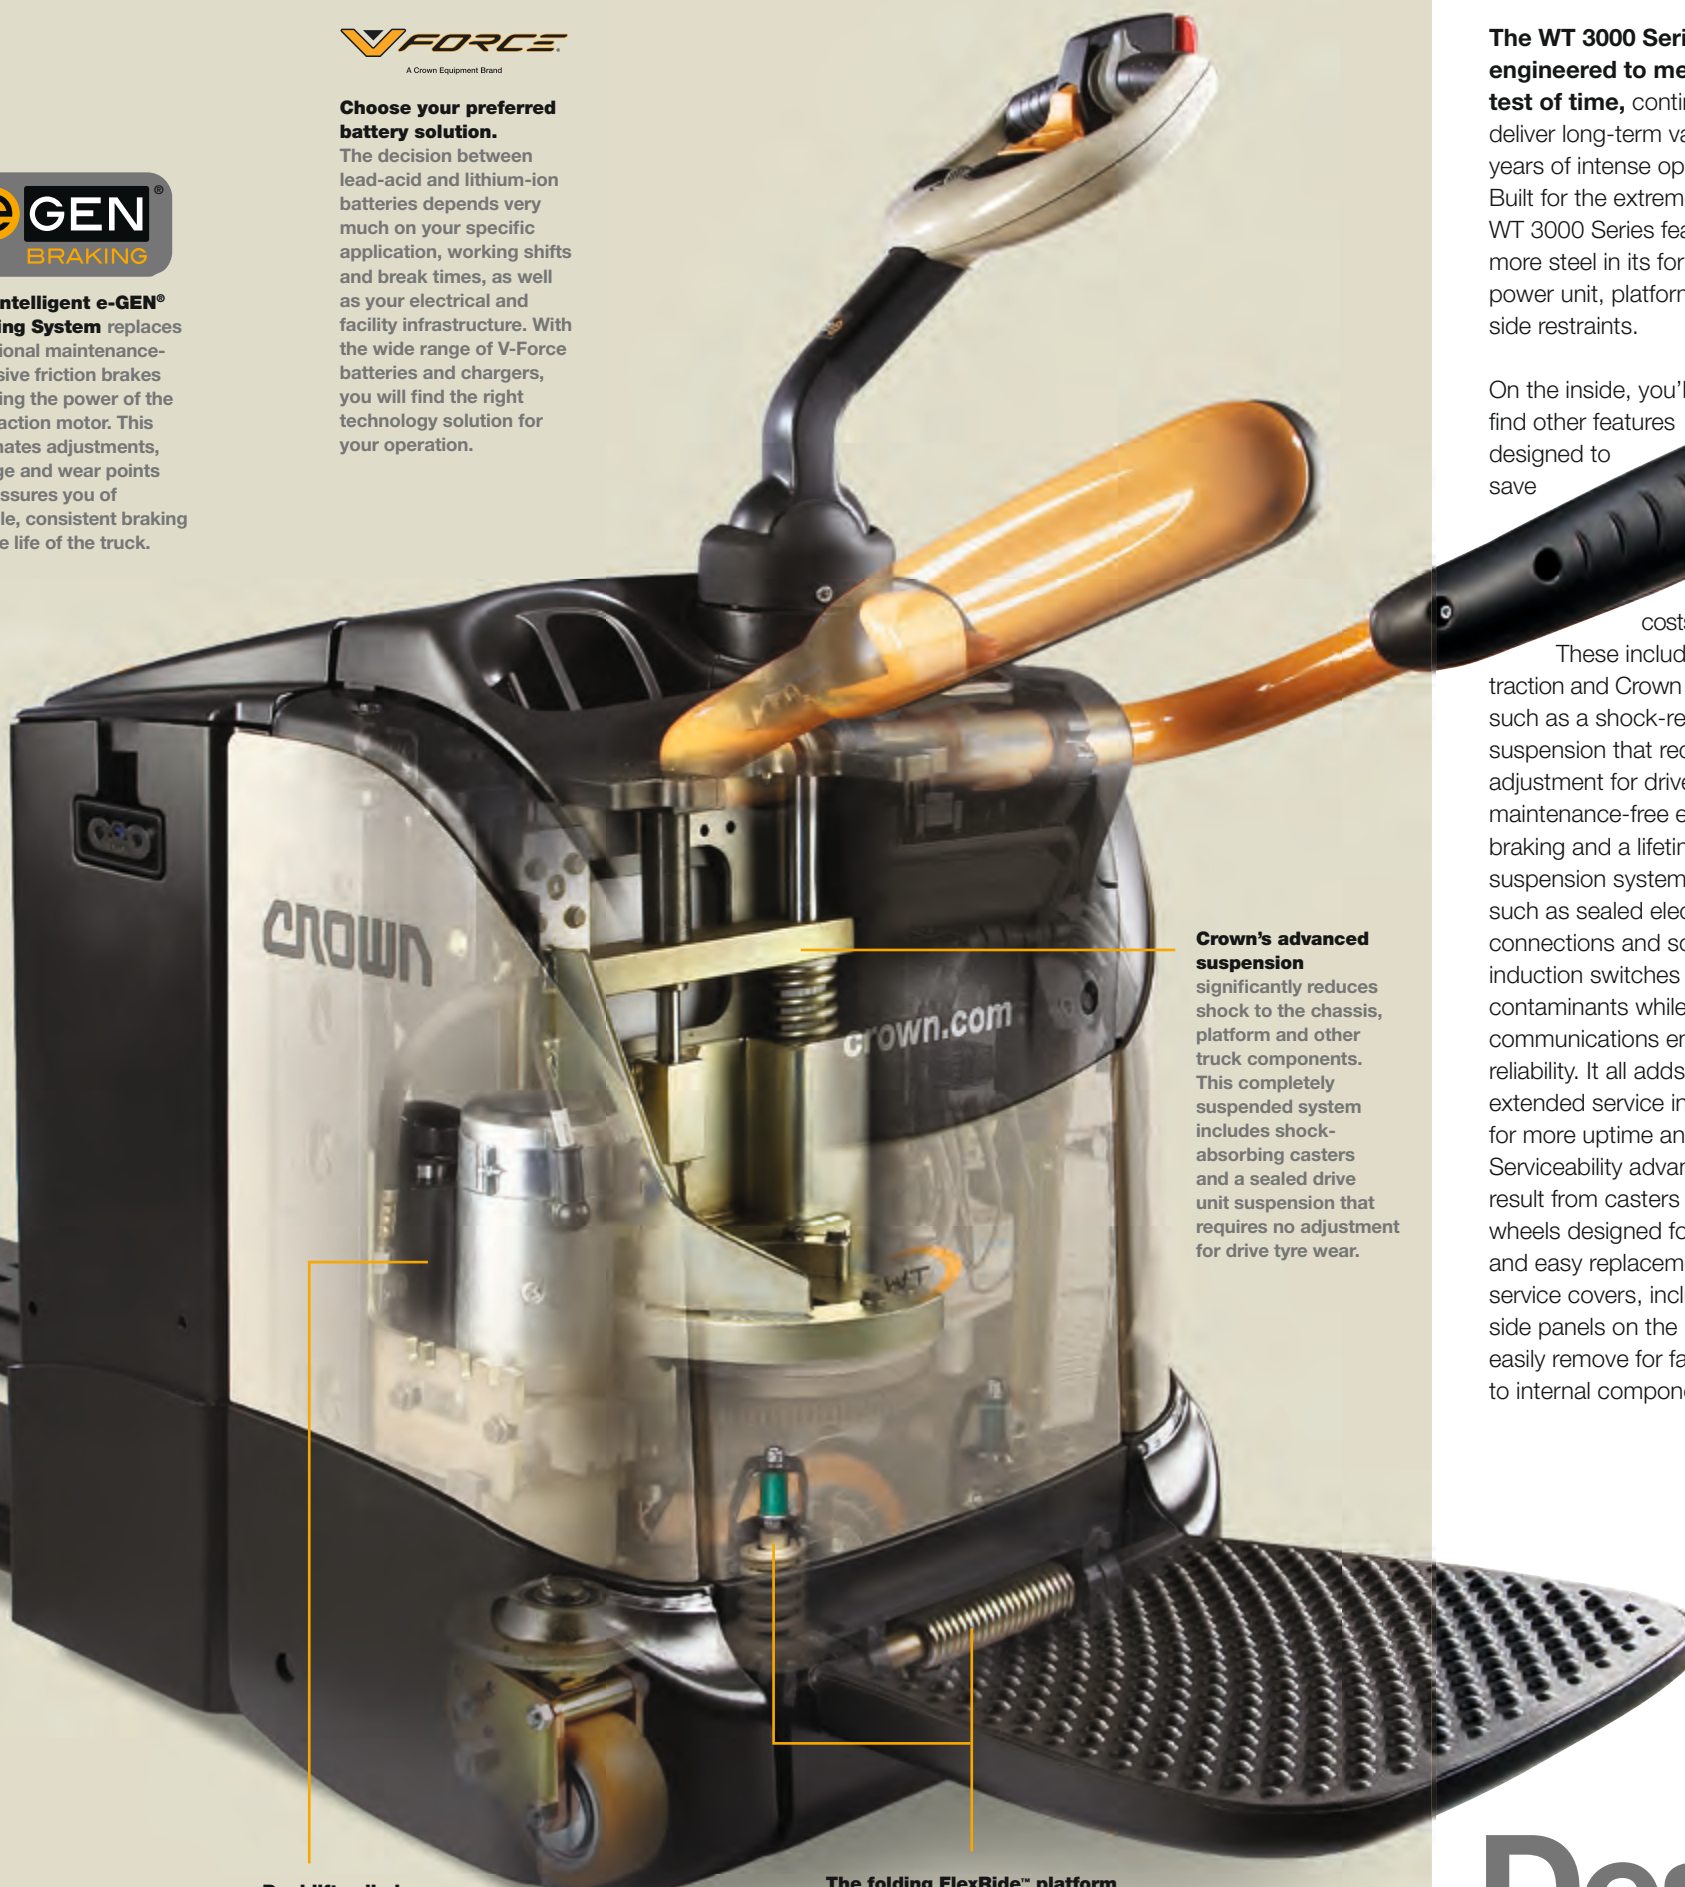 GEN®
BRAKING
ntelligent e-GEN®
ing System replaces
ional maintenance-
sive friction brakes
ing the power of the
action motor. This
nates adjustments,
ge and wear points
ssures you of
le, consistent braking
e life of the truck.
V FORCE
A Crown Equipment Brand
Choose your preferred
battery solution.
The decision between
lead-acid and lithium-ion
batteries depends very
much on your specific
application, working shifts
and break times, as well
as your electrical and
facility infrastructure. With
the wide range of V-Force
batteries and chargers,
you will find the right
technology solution for
your operation.
CROWN
crown.com
WT
Crown's advanced
suspension
significantly reduces
shock to the chassis,
platform and other
truck components.
This completely
suspended system
includes shock-
absorbing casters
and a sealed drive
unit suspension that
requires no adjustment
for drive tyre wear.
The folding FlexRide™ platform
The WT 3000 Seri
engineered to me
test of time, contin
deliver long-term va
years of intense op
Built for the extrem
WT 3000 Series fea
more steel in its for
power unit, platform
side restraints.
On the inside, you'l
find other features
designed to
save
costs
These includ
traction and Crown
such as a shock-re
suspension that rec
adjustment for drive
maintenance-free e
braking and a lifetin
suspension system
such as sealed elec
connections and so
induction switches
contaminants while
communications en
reliability. It all adds
extended service in
for more uptime an
Serviceability advan
result from casters
wheels designed fo
and easy replaceme
service covers, inclu
side panels on the
easily remove for fa
to internal compone
Des